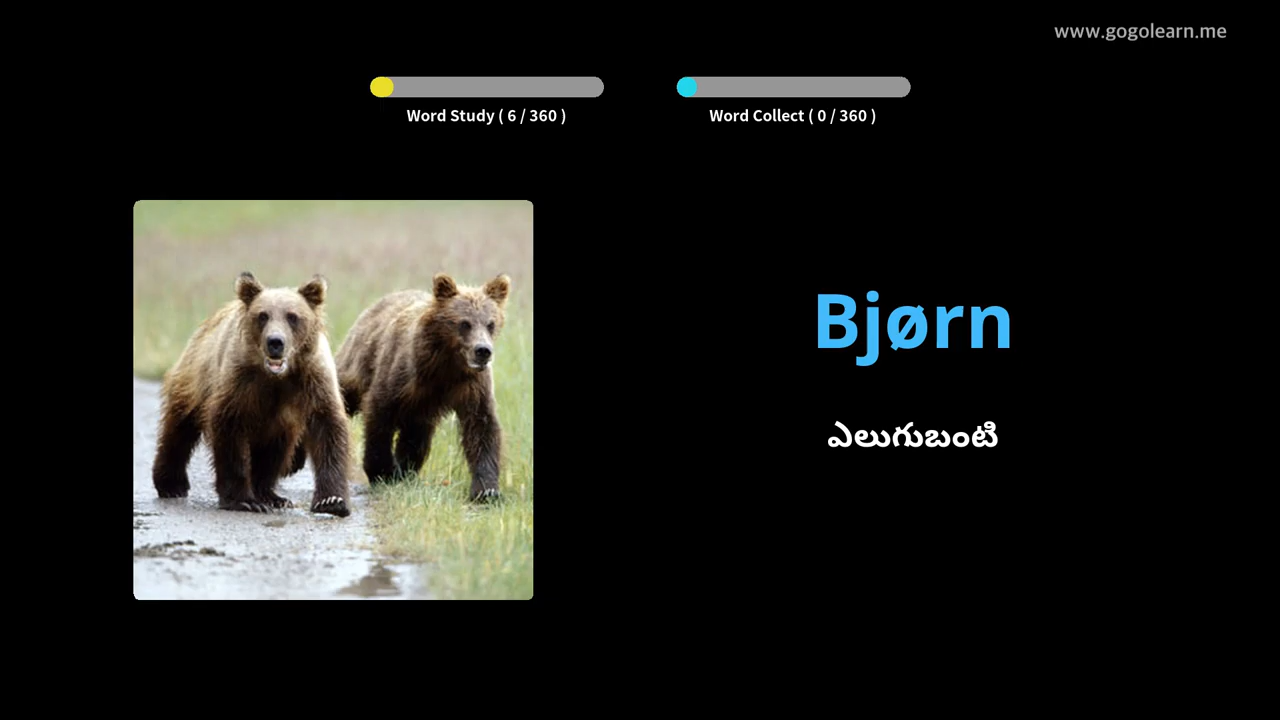 www.gogolearn.me
Word Study ( 6 / 360 )
Word Collect ( 0 / 360 )
Bjørn
ఎలుగుబంటి